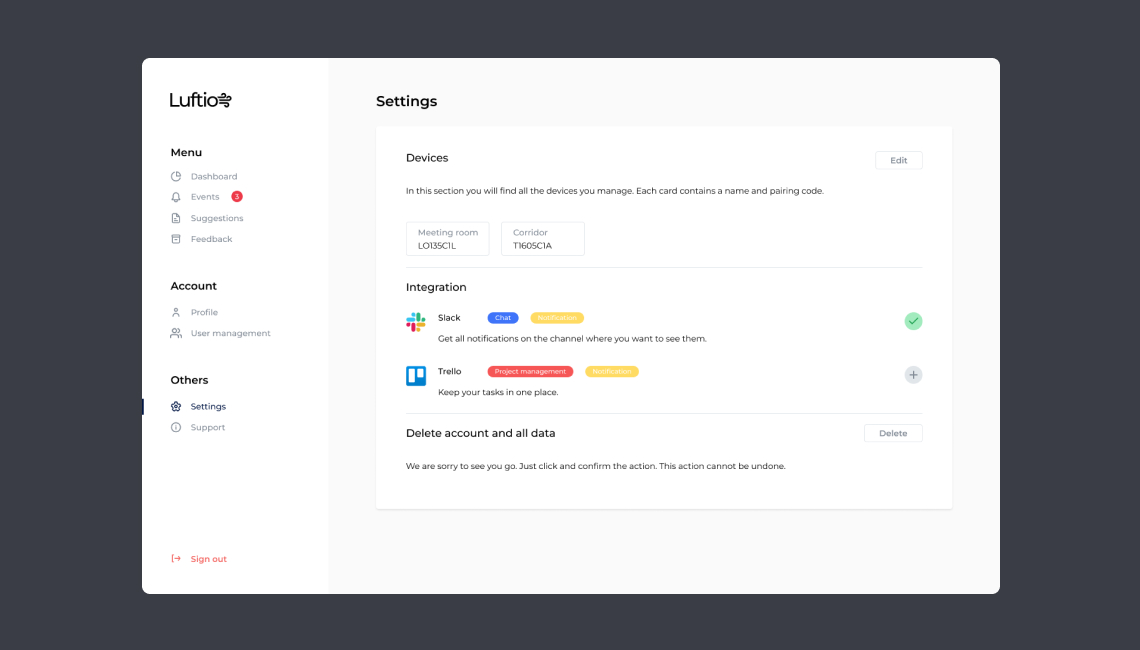 Luftio
Menu
Dashboard
Events 3
Suggestions
Feedback
Account
Profile
User management
Others
Settings
Support
Sign out
Settings
Devices
Edit
In this section you will find all the devices you manage. Each card contains a name and pairing code.
Meeting room
LO135C1L
Corridor
T1605C1A
Integration
Slack Chat Notification
Get all notifications on the channel where you want to see them.
Trello Project management Notification
Keep your tasks in one place.
Delete account and all data
Delete
We are sorry to see you go. Just click and confirm the action. This action cannot be undone.